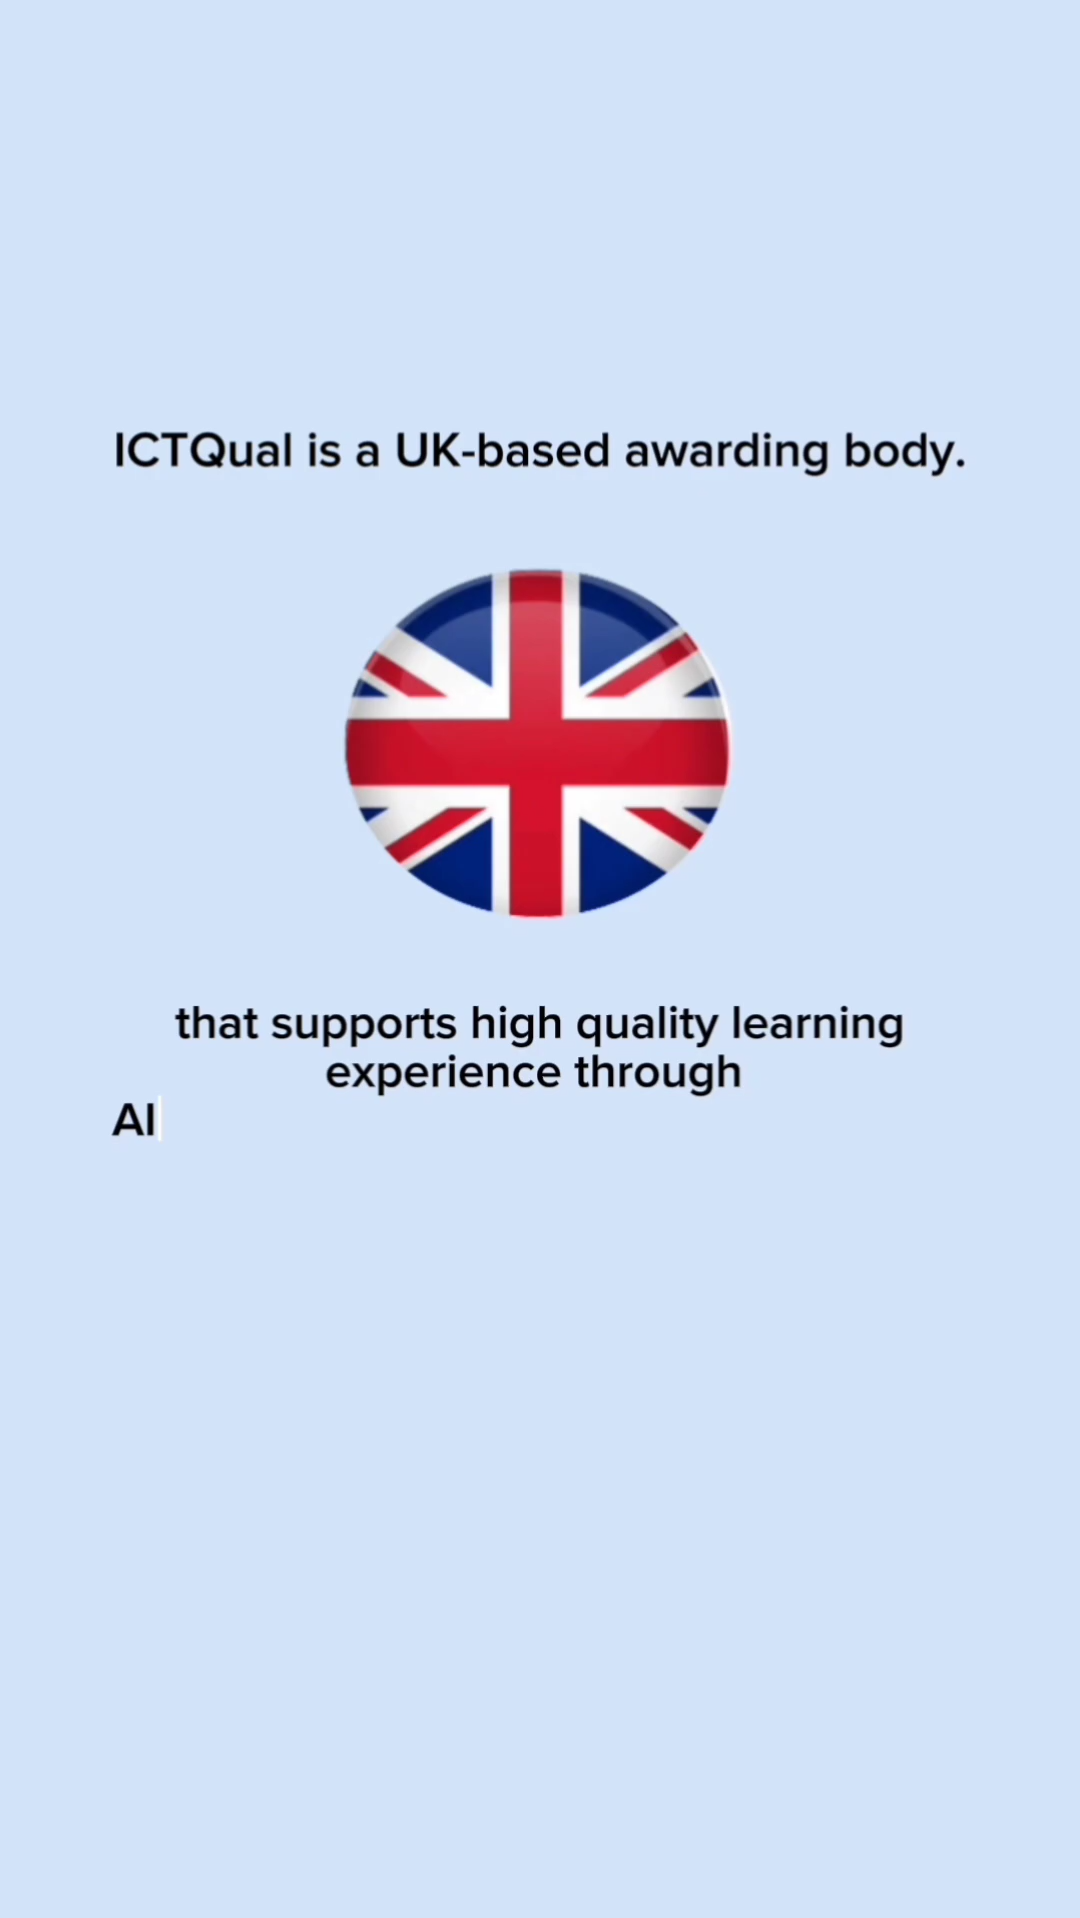 ICTQual is a UK-based awarding body.
that supports high quality learning
experience through
AI